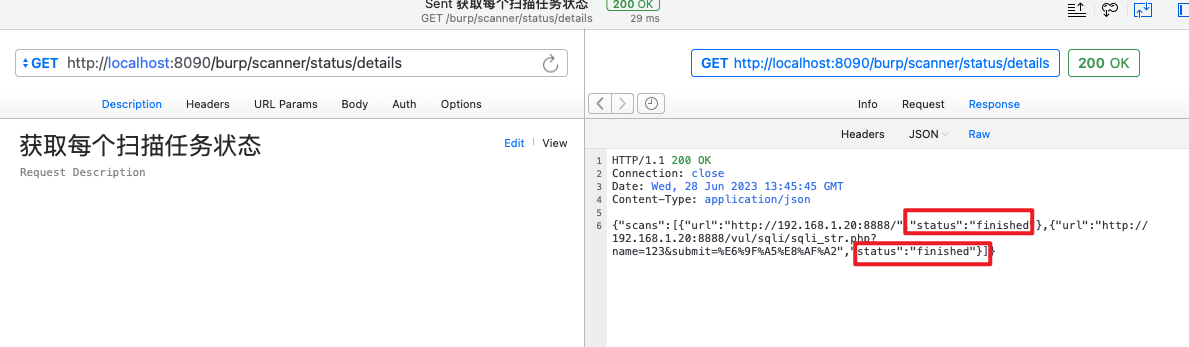 Sent 获取每个扫描任务状态
200 OK
GET /burp/scanner/status/details
29 ms
GET http://localhost:8090/burp/scanner/status/details
Description Headers URL Params Body Auth Options
获取每个扫描任务状态
Edit View
Request Description
GET http://localhost:8090/burp/scanner/status/details
200 OK
Info Request Response
Headers JSON Raw
1 HTTP/1.1 200 OK
2 Connection: close
3 Date: Wed, 28 Jun 2023 13:45:45 GMT
4 Content-Type: application/json
5
6 {"scans":[{"url":"http://192.168.1.20:8888/","status":"finished"},{"url":"http://
192.168.1.20:8888/vul/sqli/sqli_str.php?
name=123&submit=%E6%9F%A5%E8%AF%A2","status":"finished"}]}